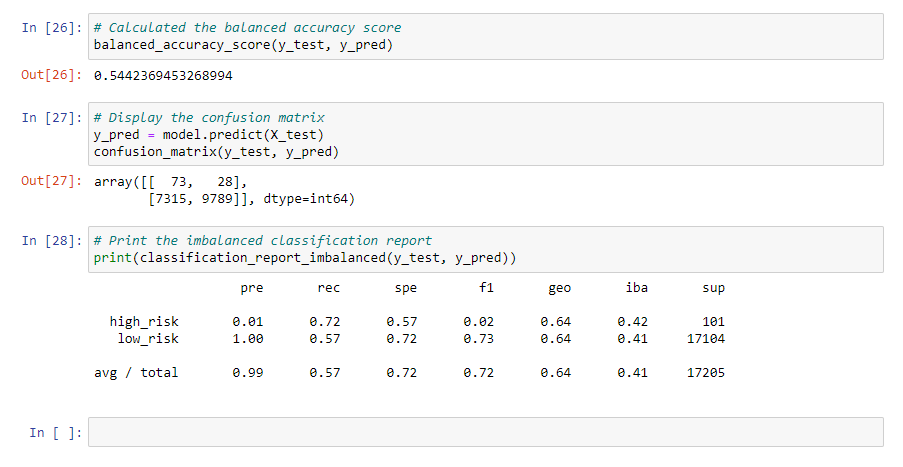 In [26]: # Calculated the balanced accuracy score
balanced_accuracy_score(y_test, y_pred)
Out[26]: 0.5442369453268994
In [27]: # Display the confusion matrix
y_pred = model.predict(X_test)
confusion_matrix(y_test, y_pred)
Out[27]: array([[  73,   28],
       [7315, 9789]], dtype=int64)
In [28]: # Print the imbalanced classification report
print(classification_report_imbalanced(y_test, y_pred))
pre rec spe f1 geo iba sup
high_risk 0.01 0.72 0.57 0.02 0.64 0.42 101
low_risk 1.00 0.57 0.72 0.73 0.64 0.41 17104
avg / total 0.99 0.57 0.72 0.72 0.64 0.41 17205
In [ ]: